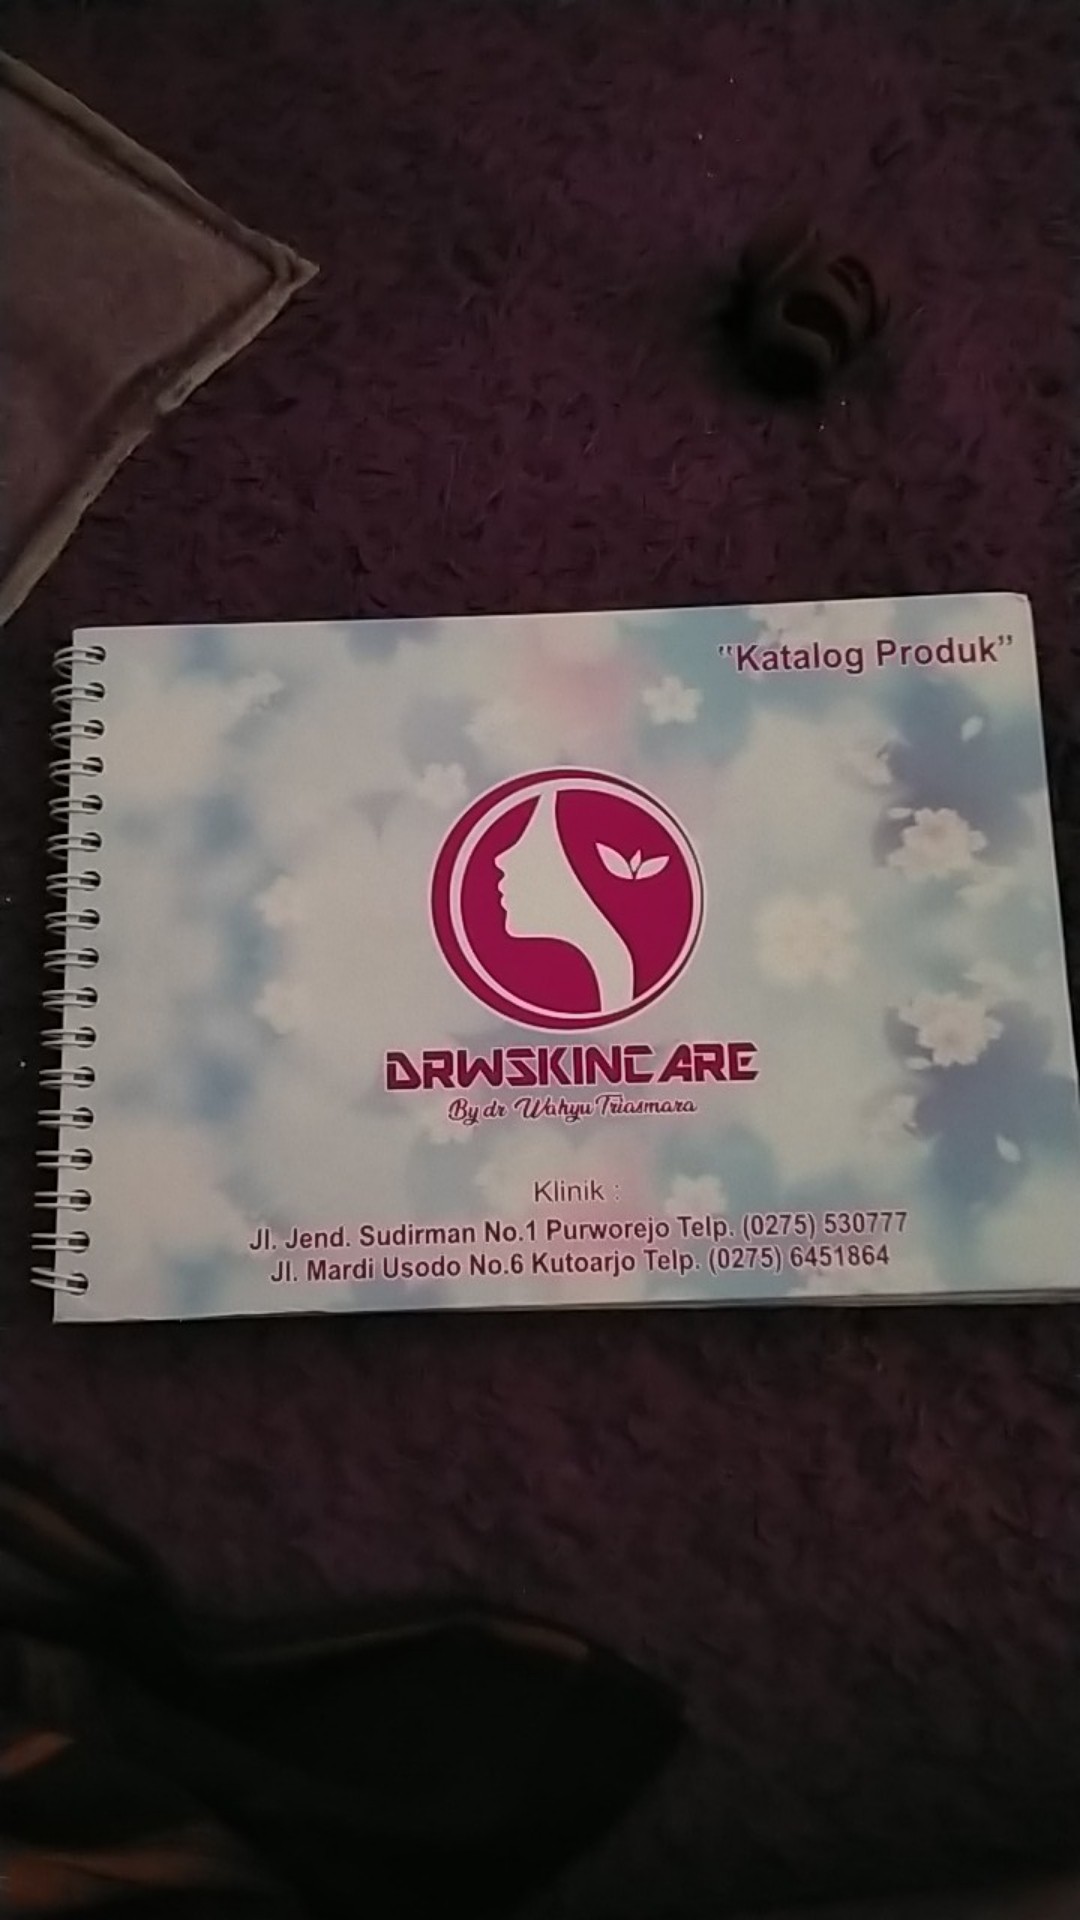 "Katalog Produk"
DRWSKINCARE
By dr Wahyu Triasmara
Klinik :
Jl. Jend. Sudirman No.1 Purworejo Telp. (0275) 530777
Jl. Mardi Usodo No.6 Kutoarjo Telp. (0275) 6451864